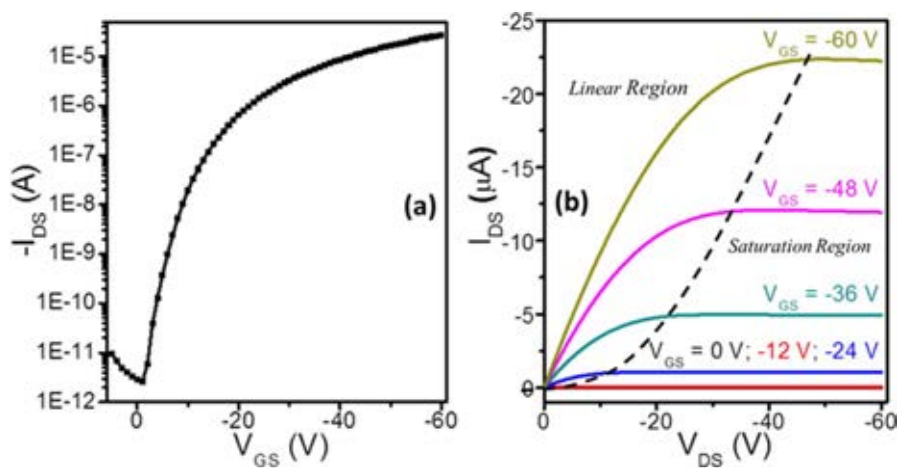 (a)
-I_DS (A)
1E-5
1E-6
1E-7
1E-8
1E-9
1E-10
1E-11
1E-12
0 -20 -40 -60
V_GS (V)
(b)
I_DS (μA)
-25
-20
-15
-10
-5
0
V_GS = -60 V
Linear Region
V_GS = -48 V
Saturation Region
V_GS = -36 V
V_GS = 0 V; -12 V; -24 V
0 -20 -40 -60
V_DS (V)